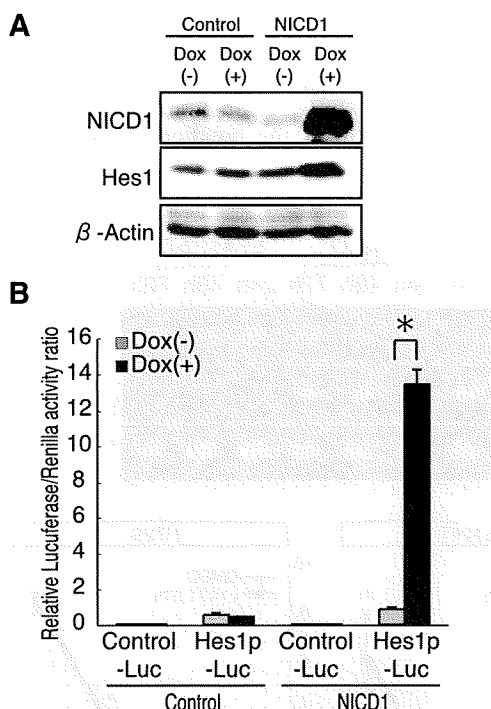 A
Control NICD1
Dox Dox Dox Dox
(-) (+) (-) (+)
NICD1
Hes1
β -Actin
B
Relative Lucuferase/Renilla activity ratio
16
14
12
10
8
6
4
2
0
Dox(-)
Dox(+)
*
Control Hes1p Control Hes1p
-Luc -Luc -Luc -Luc
Control NICD1